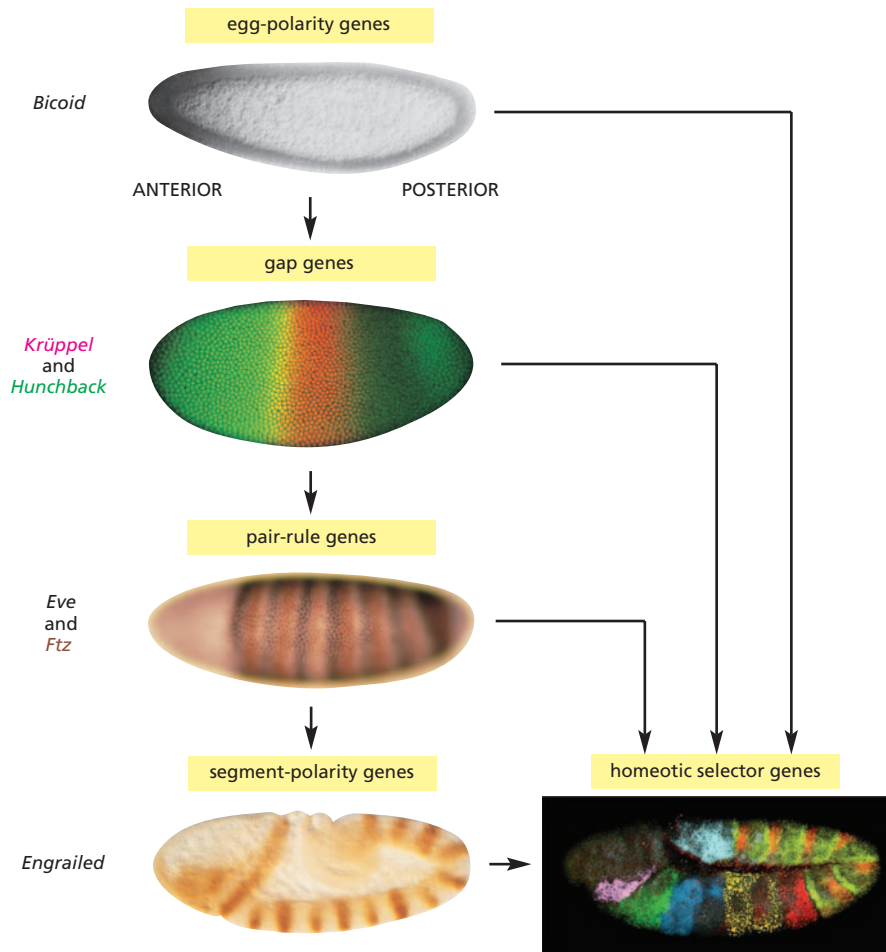 egg-polarity genes
Bicoid
ANTERIOR
POSTERIOR
gap genes
Krüppel
and
Hunchback
pair-rule genes
Eve
and
Ftz
segment-polarity genes
homeotic selector genes
Engrailed